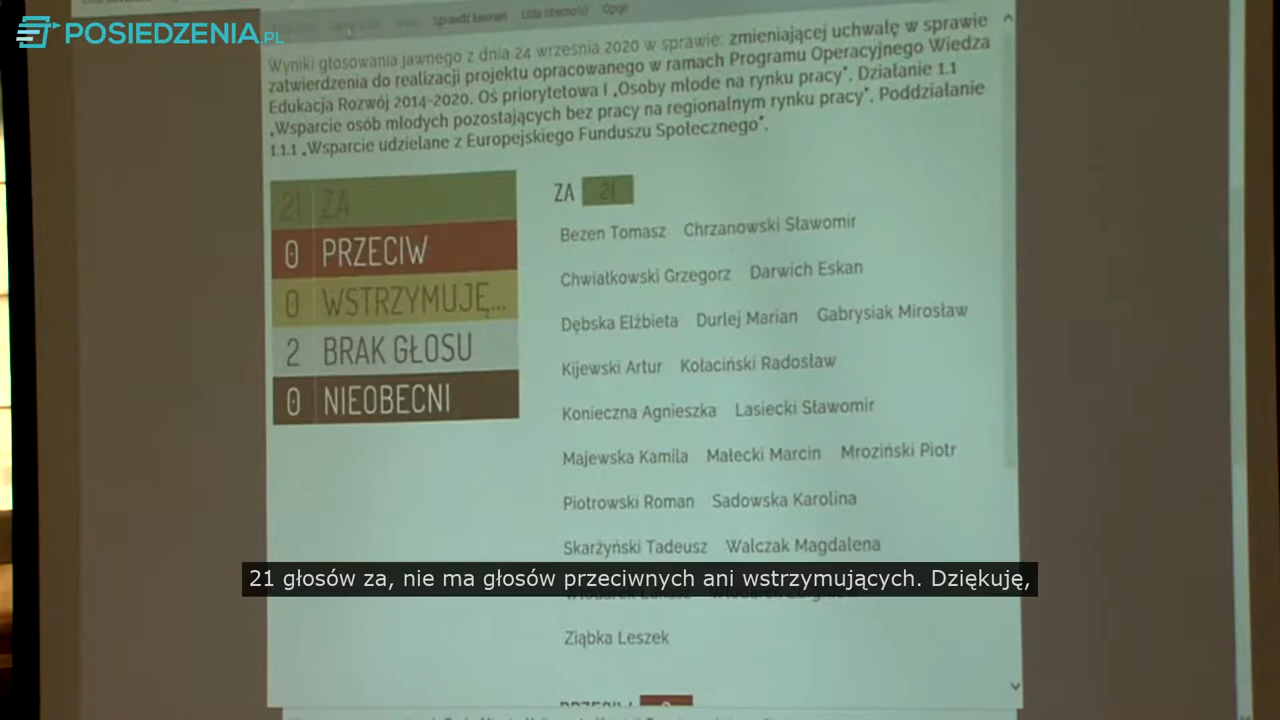 POSIEDZENIA.PL
Sprawdź kworum Lista obecności Opcje
Wyniki głosowania jawnego z dnia 24 września 2020 w sprawie: zmieniającej uchwałę w sprawie
zatwierdzenia do realizacji projektu opracowanego w ramach Programu Operacyjnego Wiedza
Edukacja Rozwój 2014-2020. Oś priorytetowa I „Osoby młode na rynku pracy”. Działanie 1.1
„Wsparcie osób młodych pozostających bez pracy na regionalnym rynku pracy”. Poddziałanie
1.1.1 „Wsparcie udzielane z Europejskiego Funduszu Społecznego”.
21 ZA
0 PRZECIW
0 WSTRZYMUJĘ...
2 BRAK GŁOSU
0 NIEOBECNI
ZA 21
Bezen Tomasz Chrzanowski Sławomir
Chwiałkowski Grzegorz Darwich Eskan
Dębska Elżbieta Durlej Marian Gabrysiak Mirosław
Kijewski Artur Kołaciński Radosław
Konieczna Agnieszka Lasiecki Sławomir
Majewska Kamila Małecki Marcin Mroziński Piotr
Piotrowski Roman Sadowska Karolina
Skarżyński Tadeusz Walczak Magdalena
21 głosów za, nie ma głosów przeciwnych ani wstrzymujących. Dziękuję,
Ziąbka Leszek